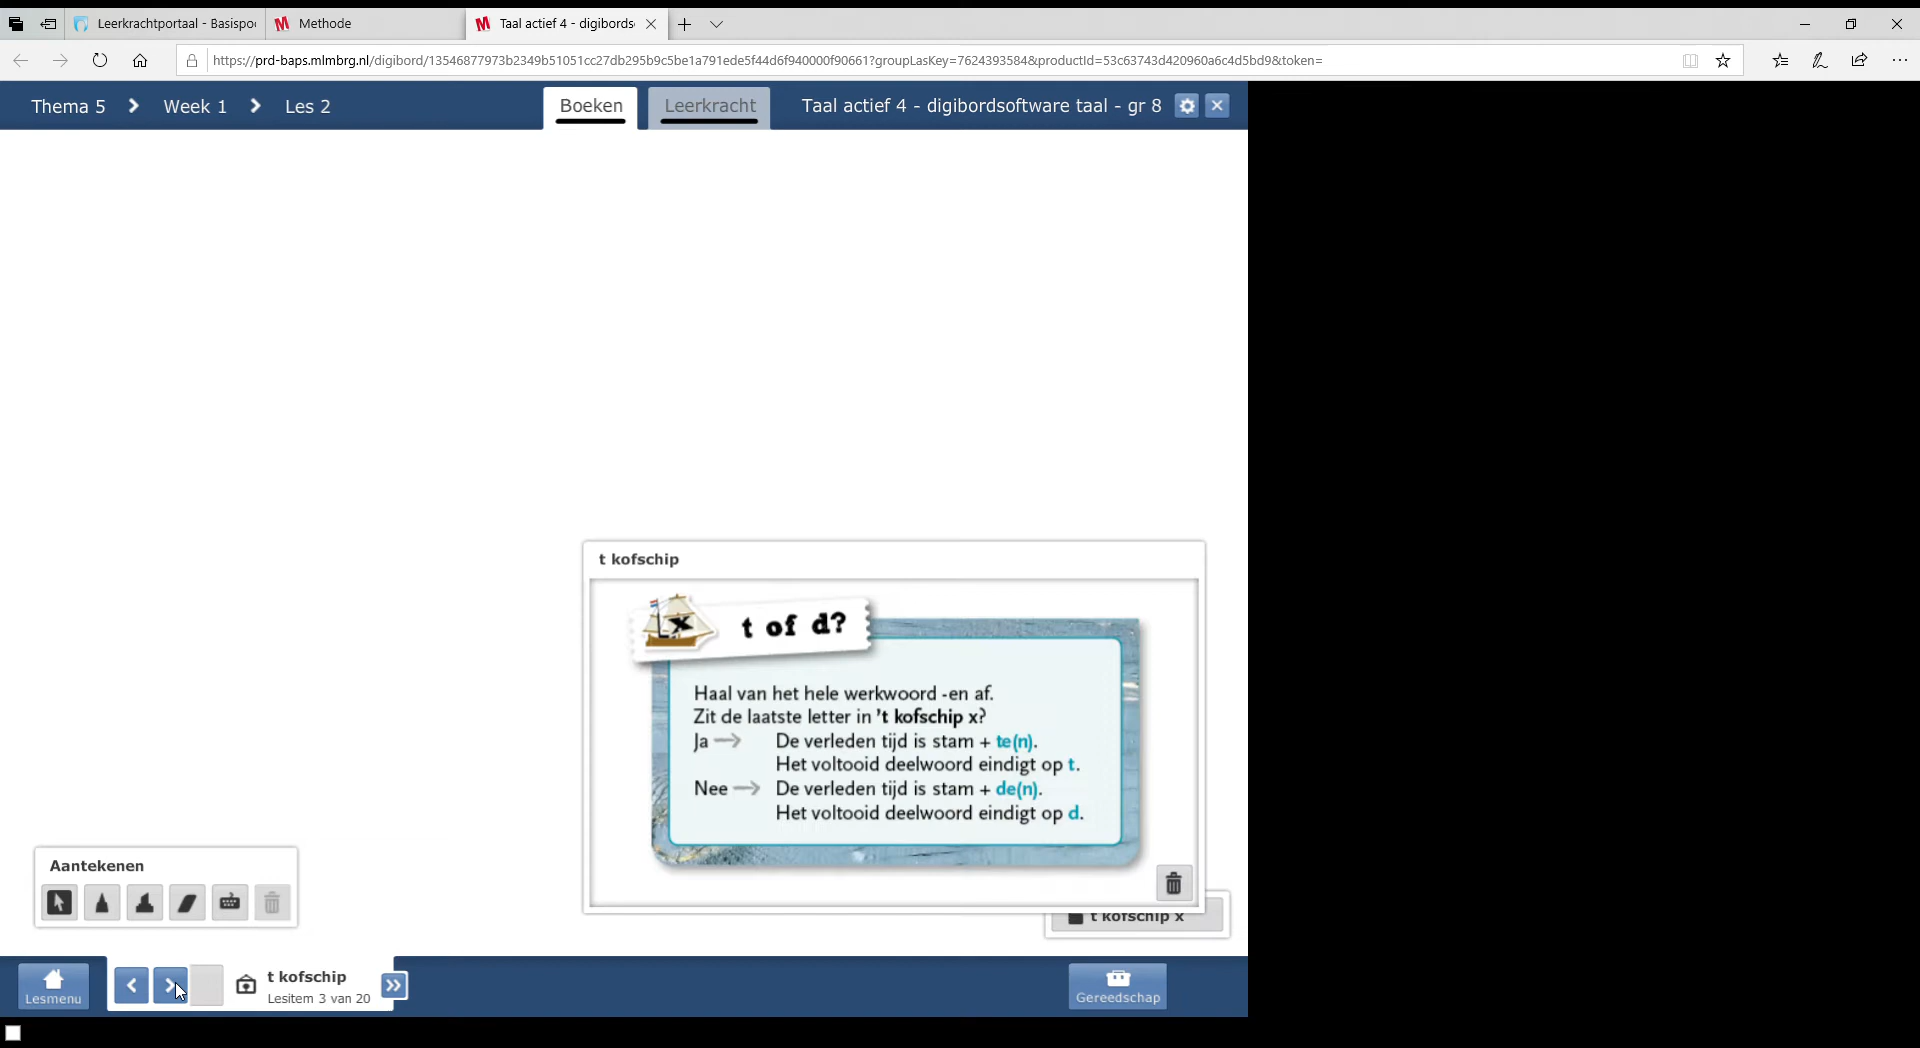 Leerkrachtportaal - Basispo
Methode
Taal actief 4 - digibords
https://prd-baps.mlmbrg.nl/digibord/13546877973b2349b51051cc27db295b9c5be1a791ede5f44d6f940000f90661?groupLasKey=7624393584&productId=53c63743d420960a6c4d5bd9&token=
Thema 5 > Week 1 > Les 2
Boeken
Leerkracht
Taal actief 4 - digibordsoftware taal - gr 8
t kofschip
x
t of d?
Haal van het hele werkwoord -en af.
Zit de laatste letter in 't kofschip x?
Ja → De verleden tijd is stam + te(n).
Het voltooid deelwoord eindigt op t.
Nee → De verleden tijd is stam + de(n).
Het voltooid deelwoord eindigt op d.
Aantekenen
t kofschip x
Lesmenu
t kofschip
Lesitem 3 van 20
Gereedschap